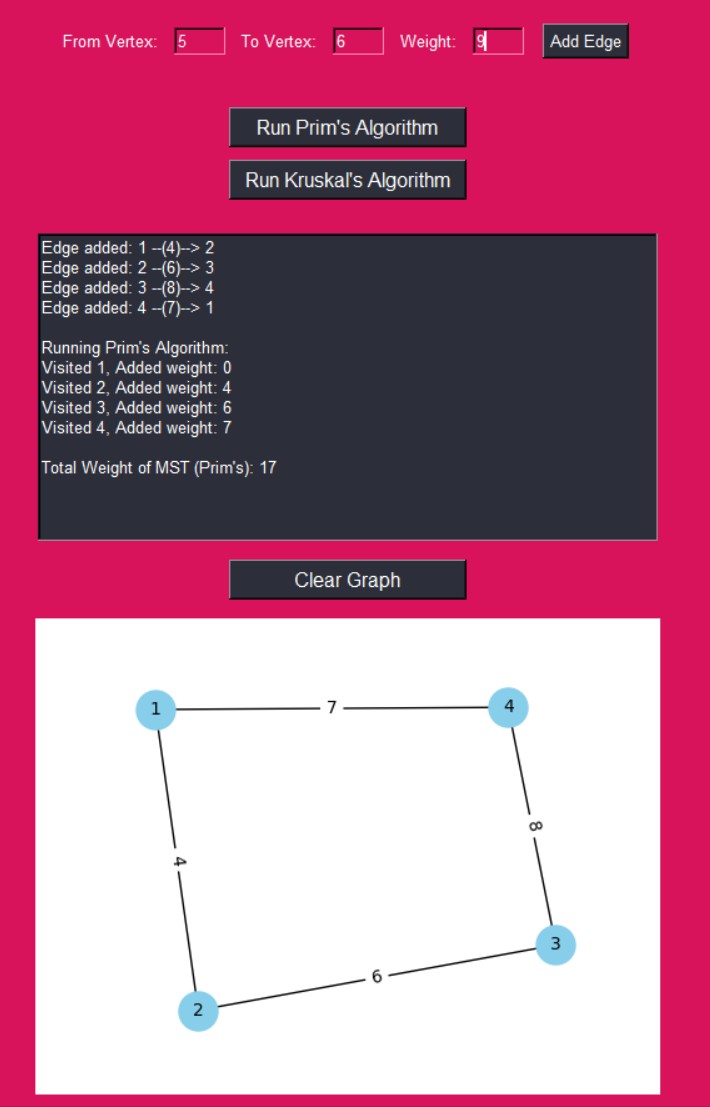 From Vertex: 5 To Vertex: 6 Weight: 9 Add Edge
Run Prim's Algorithm
Run Kruskal's Algorithm
Edge added: 1 --(4)--> 2
Edge added: 2 --(6)--> 3
Edge added: 3 --(8)--> 4
Edge added: 4 --(7)--> 1
Running Prim's Algorithm:
Visited 1, Added weight: 0
Visited 2, Added weight: 4
Visited 3, Added weight: 6
Visited 4, Added weight: 7
Total Weight of MST (Prim's): 17
Clear Graph
1 7 4
8
4
3
6
2